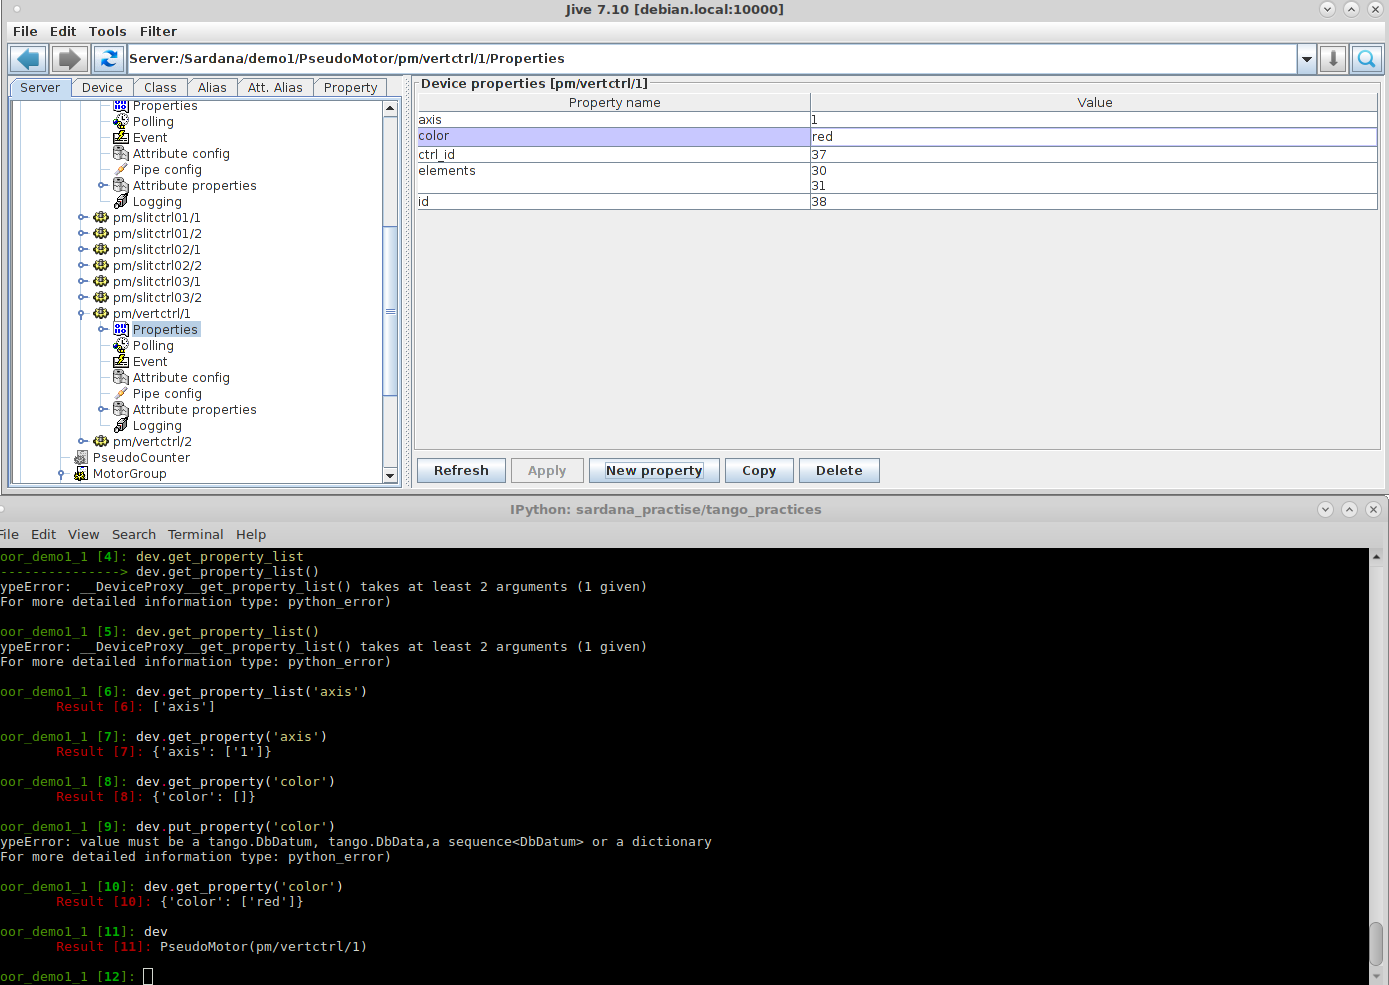 Jive 7.10 [debian.local:10000]
File Edit Tools Filter
Server:/Sardana/demo1/PseudoMotor/pm/vertctrl/1/Properties
Server Device Class Alias Att. Alias Property
Properties
Polling
Event
Attribute config
Pipe config
Attribute properties
Logging
pm/slitctrl01/1
pm/slitctrl01/2
pm/slitctrl02/1
pm/slitctrl02/2
pm/slitctrl03/1
pm/slitctrl03/2
pm/vertctrl/1
Properties
Polling
Event
Attribute config
Pipe config
Attribute properties
Logging
pm/vertctrl/2
PseudoCounter
MotorGroup
Device properties [pm/vertctrl/1]
Property name Value
axis 1
color red
ctrl_id 37
elements 30
31
id 38
Refresh Apply New property Copy Delete
IPython: sardana_practise/tango_practices
File Edit View Search Terminal Help
oor_demo1_1 [4]: dev.get_property_list
---------------> dev.get_property_list()
ypeError: __DeviceProxy__get_property_list() takes at least 2 arguments (1 given)
For more detailed information type: python_error)
oor_demo1_1 [5]: dev.get_property_list()
ypeError: __DeviceProxy__get_property_list() takes at least 2 arguments (1 given)
For more detailed information type: python_error)
oor_demo1_1 [6]: dev.get_property_list('axis')
Result [6]: ['axis']
oor_demo1_1 [7]: dev.get_property('axis')
Result [7]: {'axis': ['1']}
oor_demo1_1 [8]: dev.get_property('color')
Result [8]: {'color': []}
oor_demo1_1 [9]: dev.put_property('color')
ypeError: value must be a tango.DbDatum, tango.DbData,a sequence<DbDatum> or a dictionary
For more detailed information type: python_error)
oor_demo1_1 [10]: dev.get_property('color')
Result [10]: {'color': ['red']}
oor_demo1_1 [11]: dev
Result [11]: PseudoMotor(pm/vertctrl/1)
oor_demo1_1 [12]: